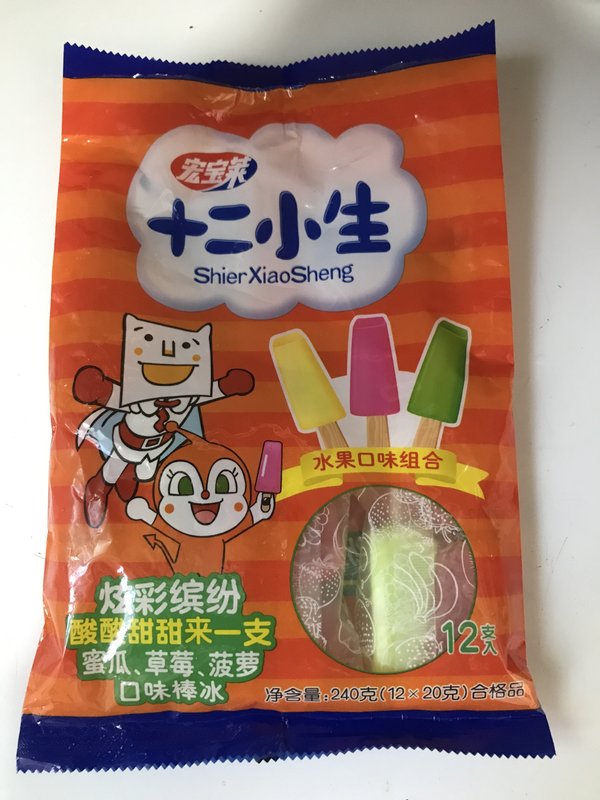 宏宝莱
十二小生
ShierXiaoSheng
水果口味组合
炫彩缤纷
酸酸甜甜来一支
蜜瓜、草莓、菠萝
口味棒冰
12支入
净含量:240克(12×20克)合格品